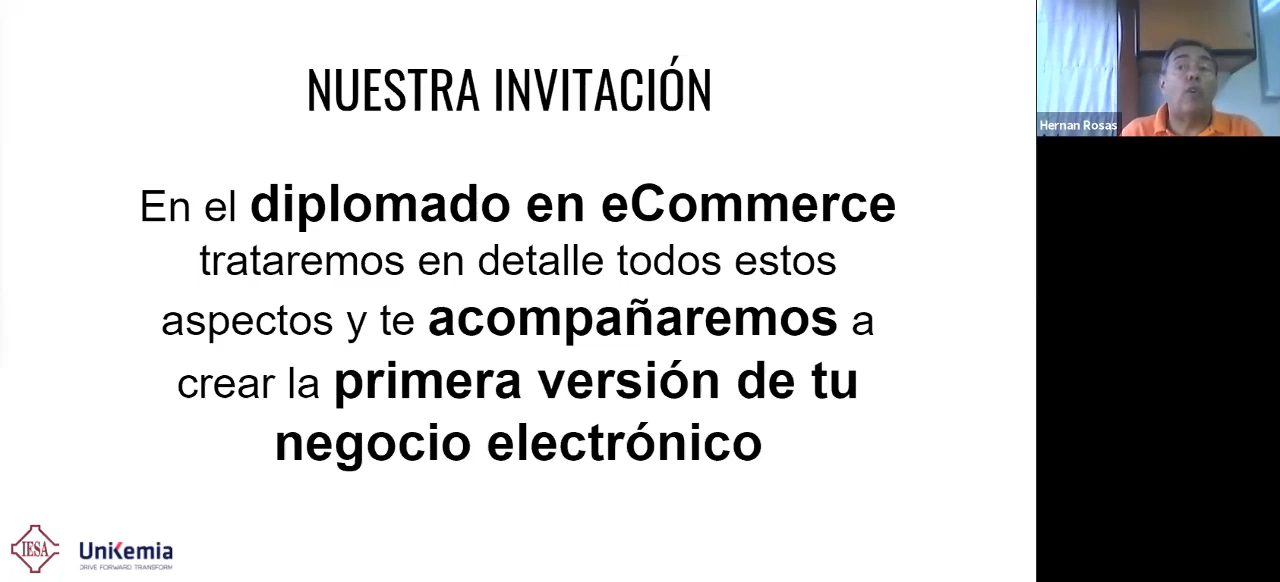 NUESTRA INVITACIÓN
En el diplomado en eCommerce
trataremos en detalle todos estos
aspectos y te acompañaremos a
crear la primera versión de tu
negocio electrónico
IESA
UniKemia
DRIVE FORWARD TRANSFORM
Hernan Rosas